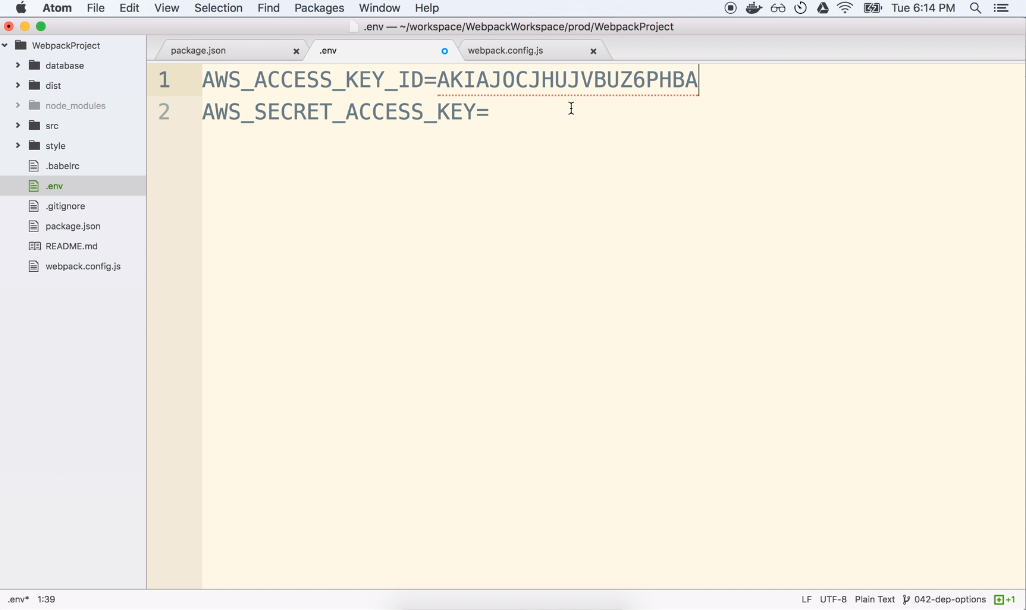 Atom File Edit View Selection Find Packages Window Help Tue 6:14 PM
.env — ~/workspace/WebpackWorkspace/prod/WebpackProject
WebpackProject
database
dist
node_modules
src
style
.babelrc
.env
.gitignore
package.json
README.md
webpack.config.js
package.json .env webpack.config.js
1 AWS_ACCESS_KEY_ID=AKIAJOCJHUJVBUZ6PHBA
2 AWS_SECRET_ACCESS_KEY=
.env* 1:39 LF UTF-8 Plain Text 042-dep-options +1